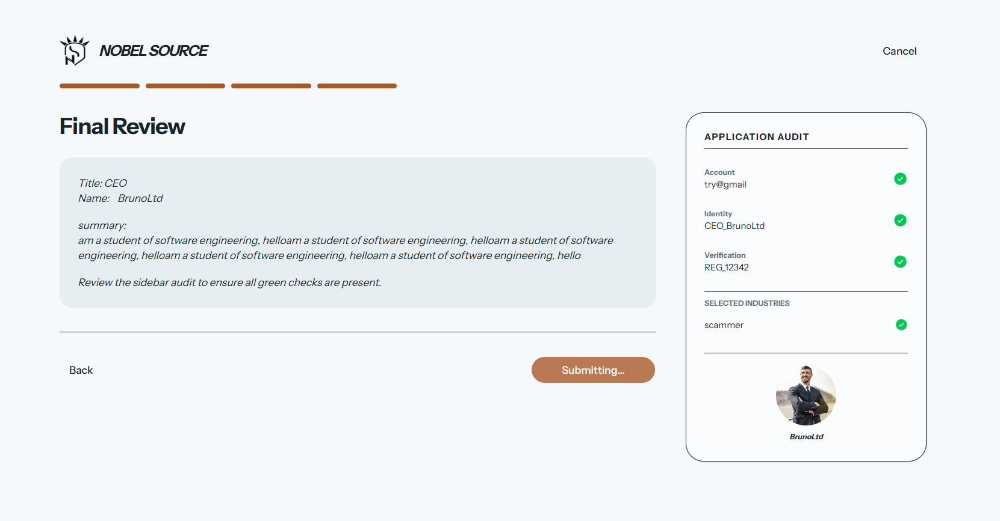 NOBEL SOURCE
Cancel
Final Review
Title: CEO
Name: BrunoLtd
summary:
am a student of software engineering, helloam a student of software engineering, helloam a student of software
engineering, helloam a student of software engineering, helloam a student of software engineering, hello
Review the sidebar audit to ensure all green checks are present.
Back
Submitting...
APPLICATION AUDIT
Account
try@gmail
Identity
CEO_BrunoLtd
Verification
REG_12342
SELECTED INDUSTRIES
scammer
BrunoLtd